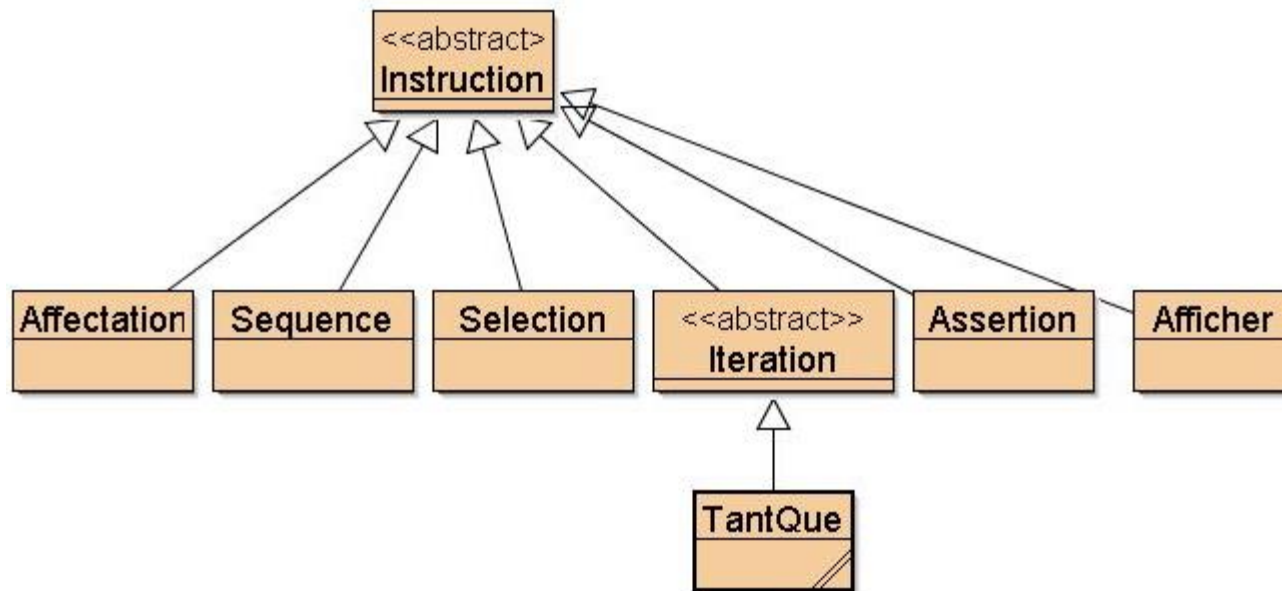 <<abstract>
Instruction
Affectation
Sequence
Selection
<<abstract>>
Iteration
Assertion
Afficher
TantQue